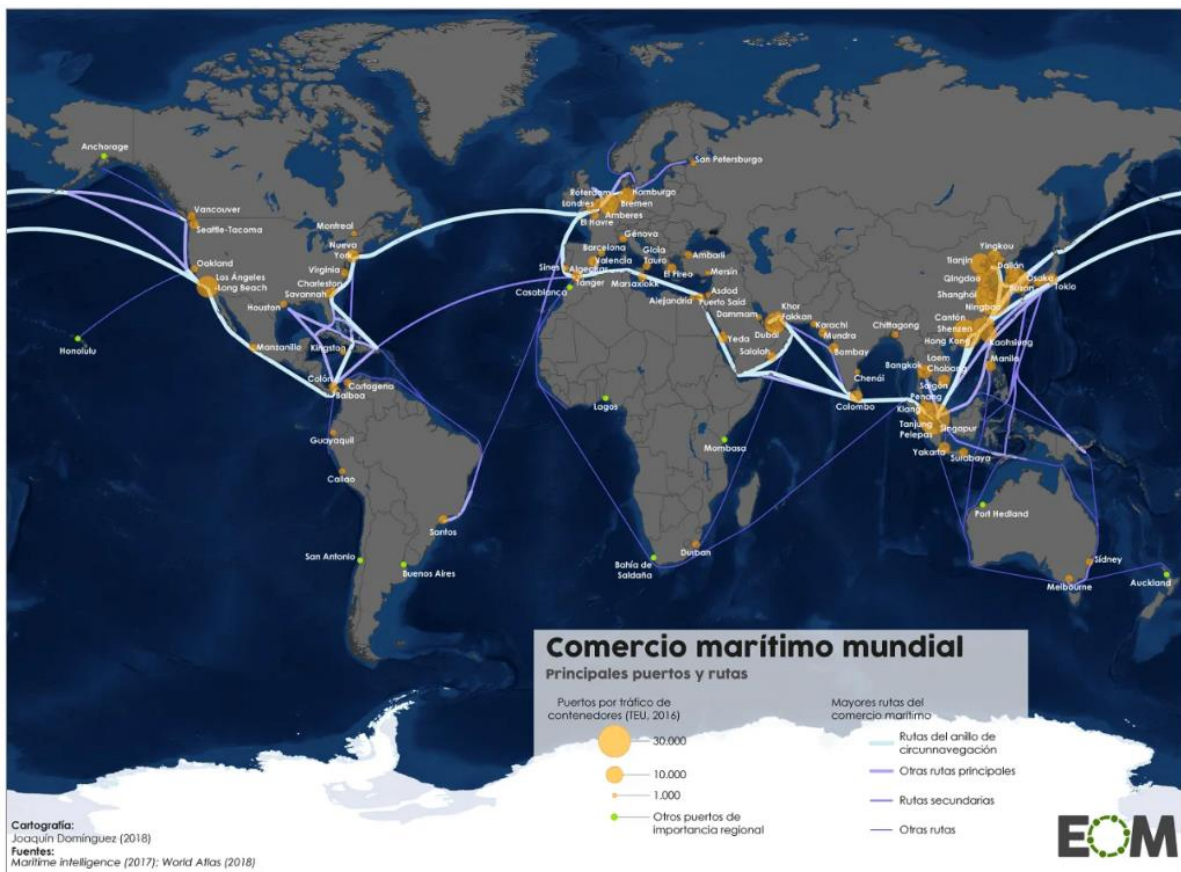 Anchorage
San Petersburgo
Roterdam
Hamburgo
Londres
Bremen
Amberes
El Havre
Vancouver
Seattle-Tacoma
Montreal
Nueva
York
Génova
Barcelona
Gioia
Tauro
Ambarli
Valencia
Sines
Algeciras
El Pireo
Mersin
Tánger
Marsaxlokk
Casablanca
Asdod
Alejandría
Puerto Saíd
Oakland
Los Ángeles
Long Beach
Virginia
Charleston
Savannah
Houston
Yingkou
Tianjin
Dalián
Qingdao
Osaka
Busán
Tokio
Shanghái
Ningbo
Cantón
Shenzen
Hong Kong
Kaohsiung
Dammam
Khor
Fakkan
Dubái
Karachi
Mundra
Bombay
Chittagong
Yeda
Salalah
Honolulu
Manzanillo
Kingston
Colón
Balboa
Cartagena
Laem
Chabang
Bangkok
Manila
Saigón
Chenái
Colombo
Penang
Klang
Tanjung
Pelepas
Singapur
Yakarta
Surabaya
Guayaquil
Callao
Lagos
Mombasa
Santos
San Antonio
Buenos Aires
Bahía de
Saldaña
Durban
Port Hedland
Sídney
Melbourne
Auckland
Comercio marítimo mundial
Principales puertos y rutas
Puertos por tráfico de
contenedores (TEU, 2016)
30.000
10.000
1.000
Otros puertos de
importancia regional
Mayores rutas del
comercio marítimo
Rutas del anillo de
circunnavegación
Otras rutas principales
Rutas secundarias
Otras rutas
Cartografía:
Joaquín Domínguez (2018)
Fuentes:
Maritime intelligence (2017); World Atlas (2018)
EOM